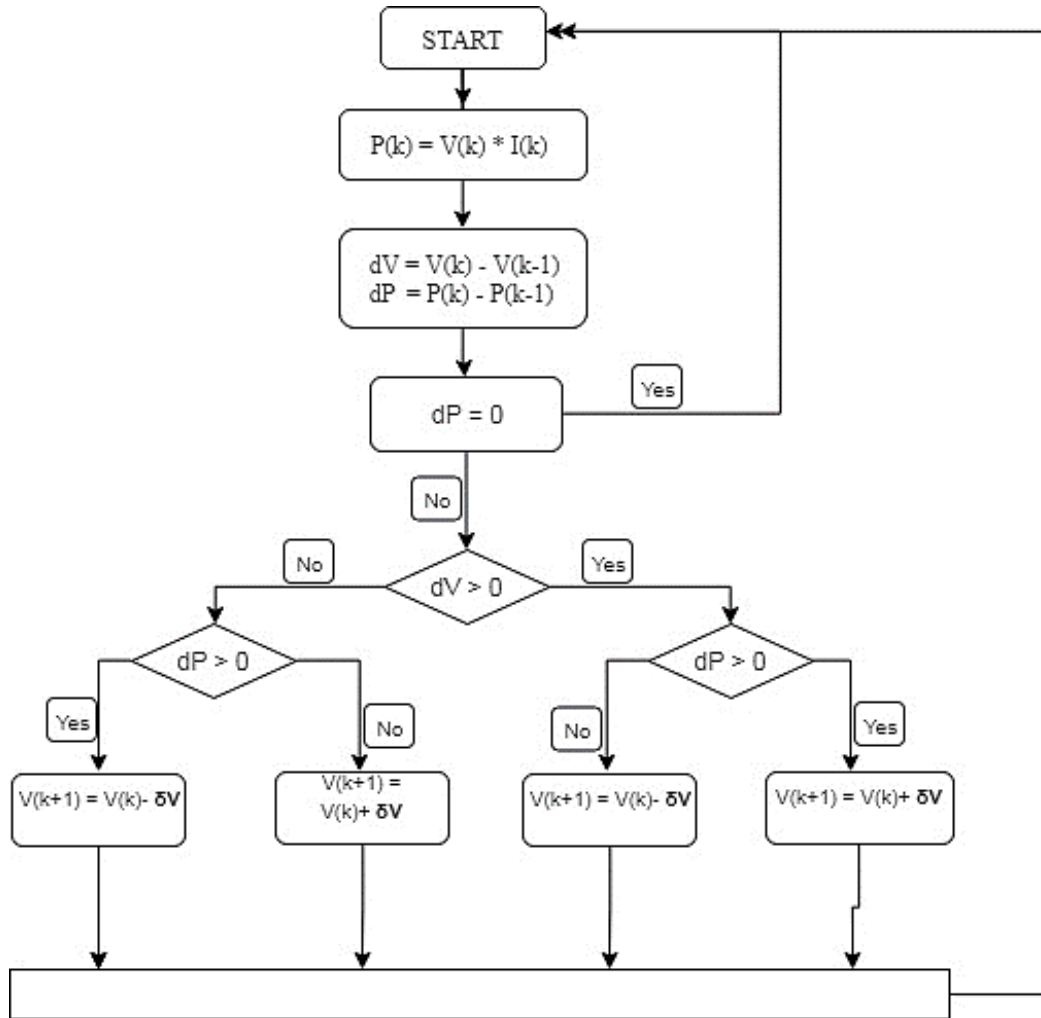 START
P(k) = V(k) * I(k)
dV = V(k) - V(k-1)
dP = P(k) - P(k-1)
dP = 0
Yes
No
No
dV > 0
Yes
dP > 0
dP > 0
Yes
No
No
Yes
V(k+1) = V(k)- δV
V(k+1) =
V(k)+ δV
V(k+1) = V(k)- δV
V(k+1) = V(k)+ δV